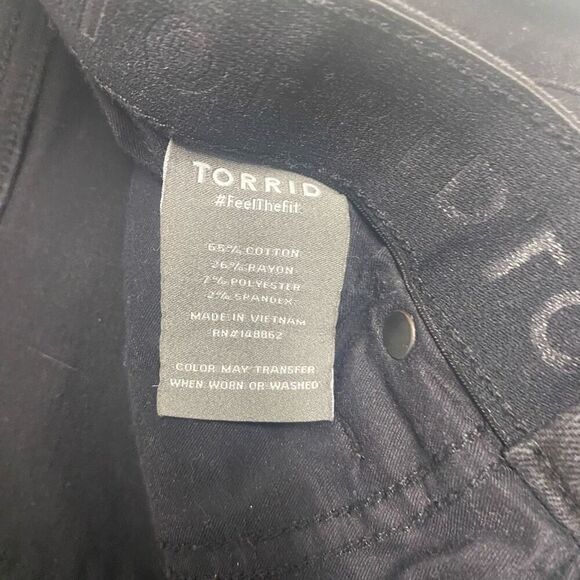 TORRID
#FeelTheFit
65% COTTON
26% RAYON
7% POLYESTER
2% SPANDEX
MADE IN VIETNAM
RN#148862
COLOR MAY TRANSFER
WHEN WORN OR WASHED